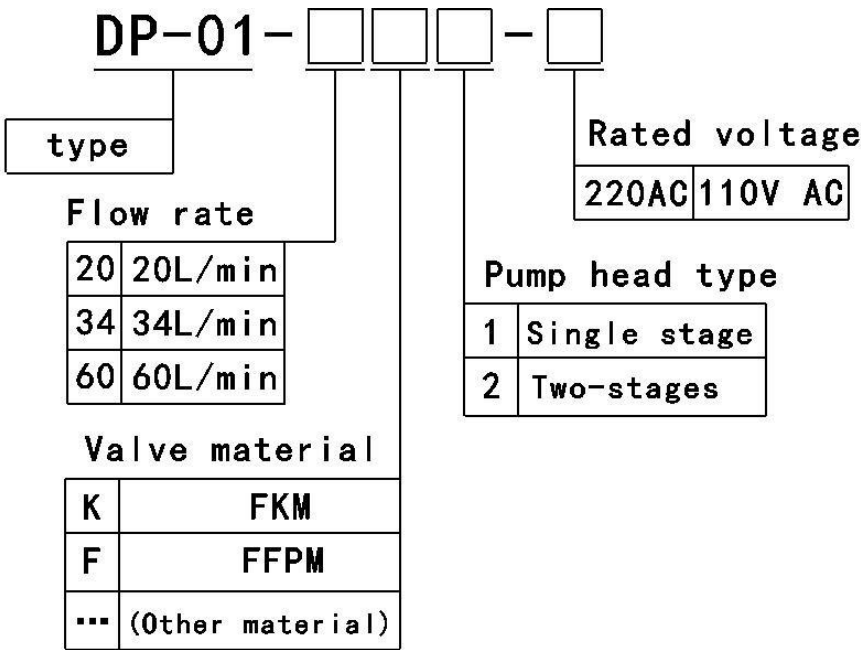 DP-01-□□□-□
type
Rated voltage
220AC 110V AC
Flow rate
20 20L/min
34 34L/min
60 60L/min
Pump head type
1 Single stage
2 Two-stages
Valve material
K FKM
F FFPM
… (Other material)